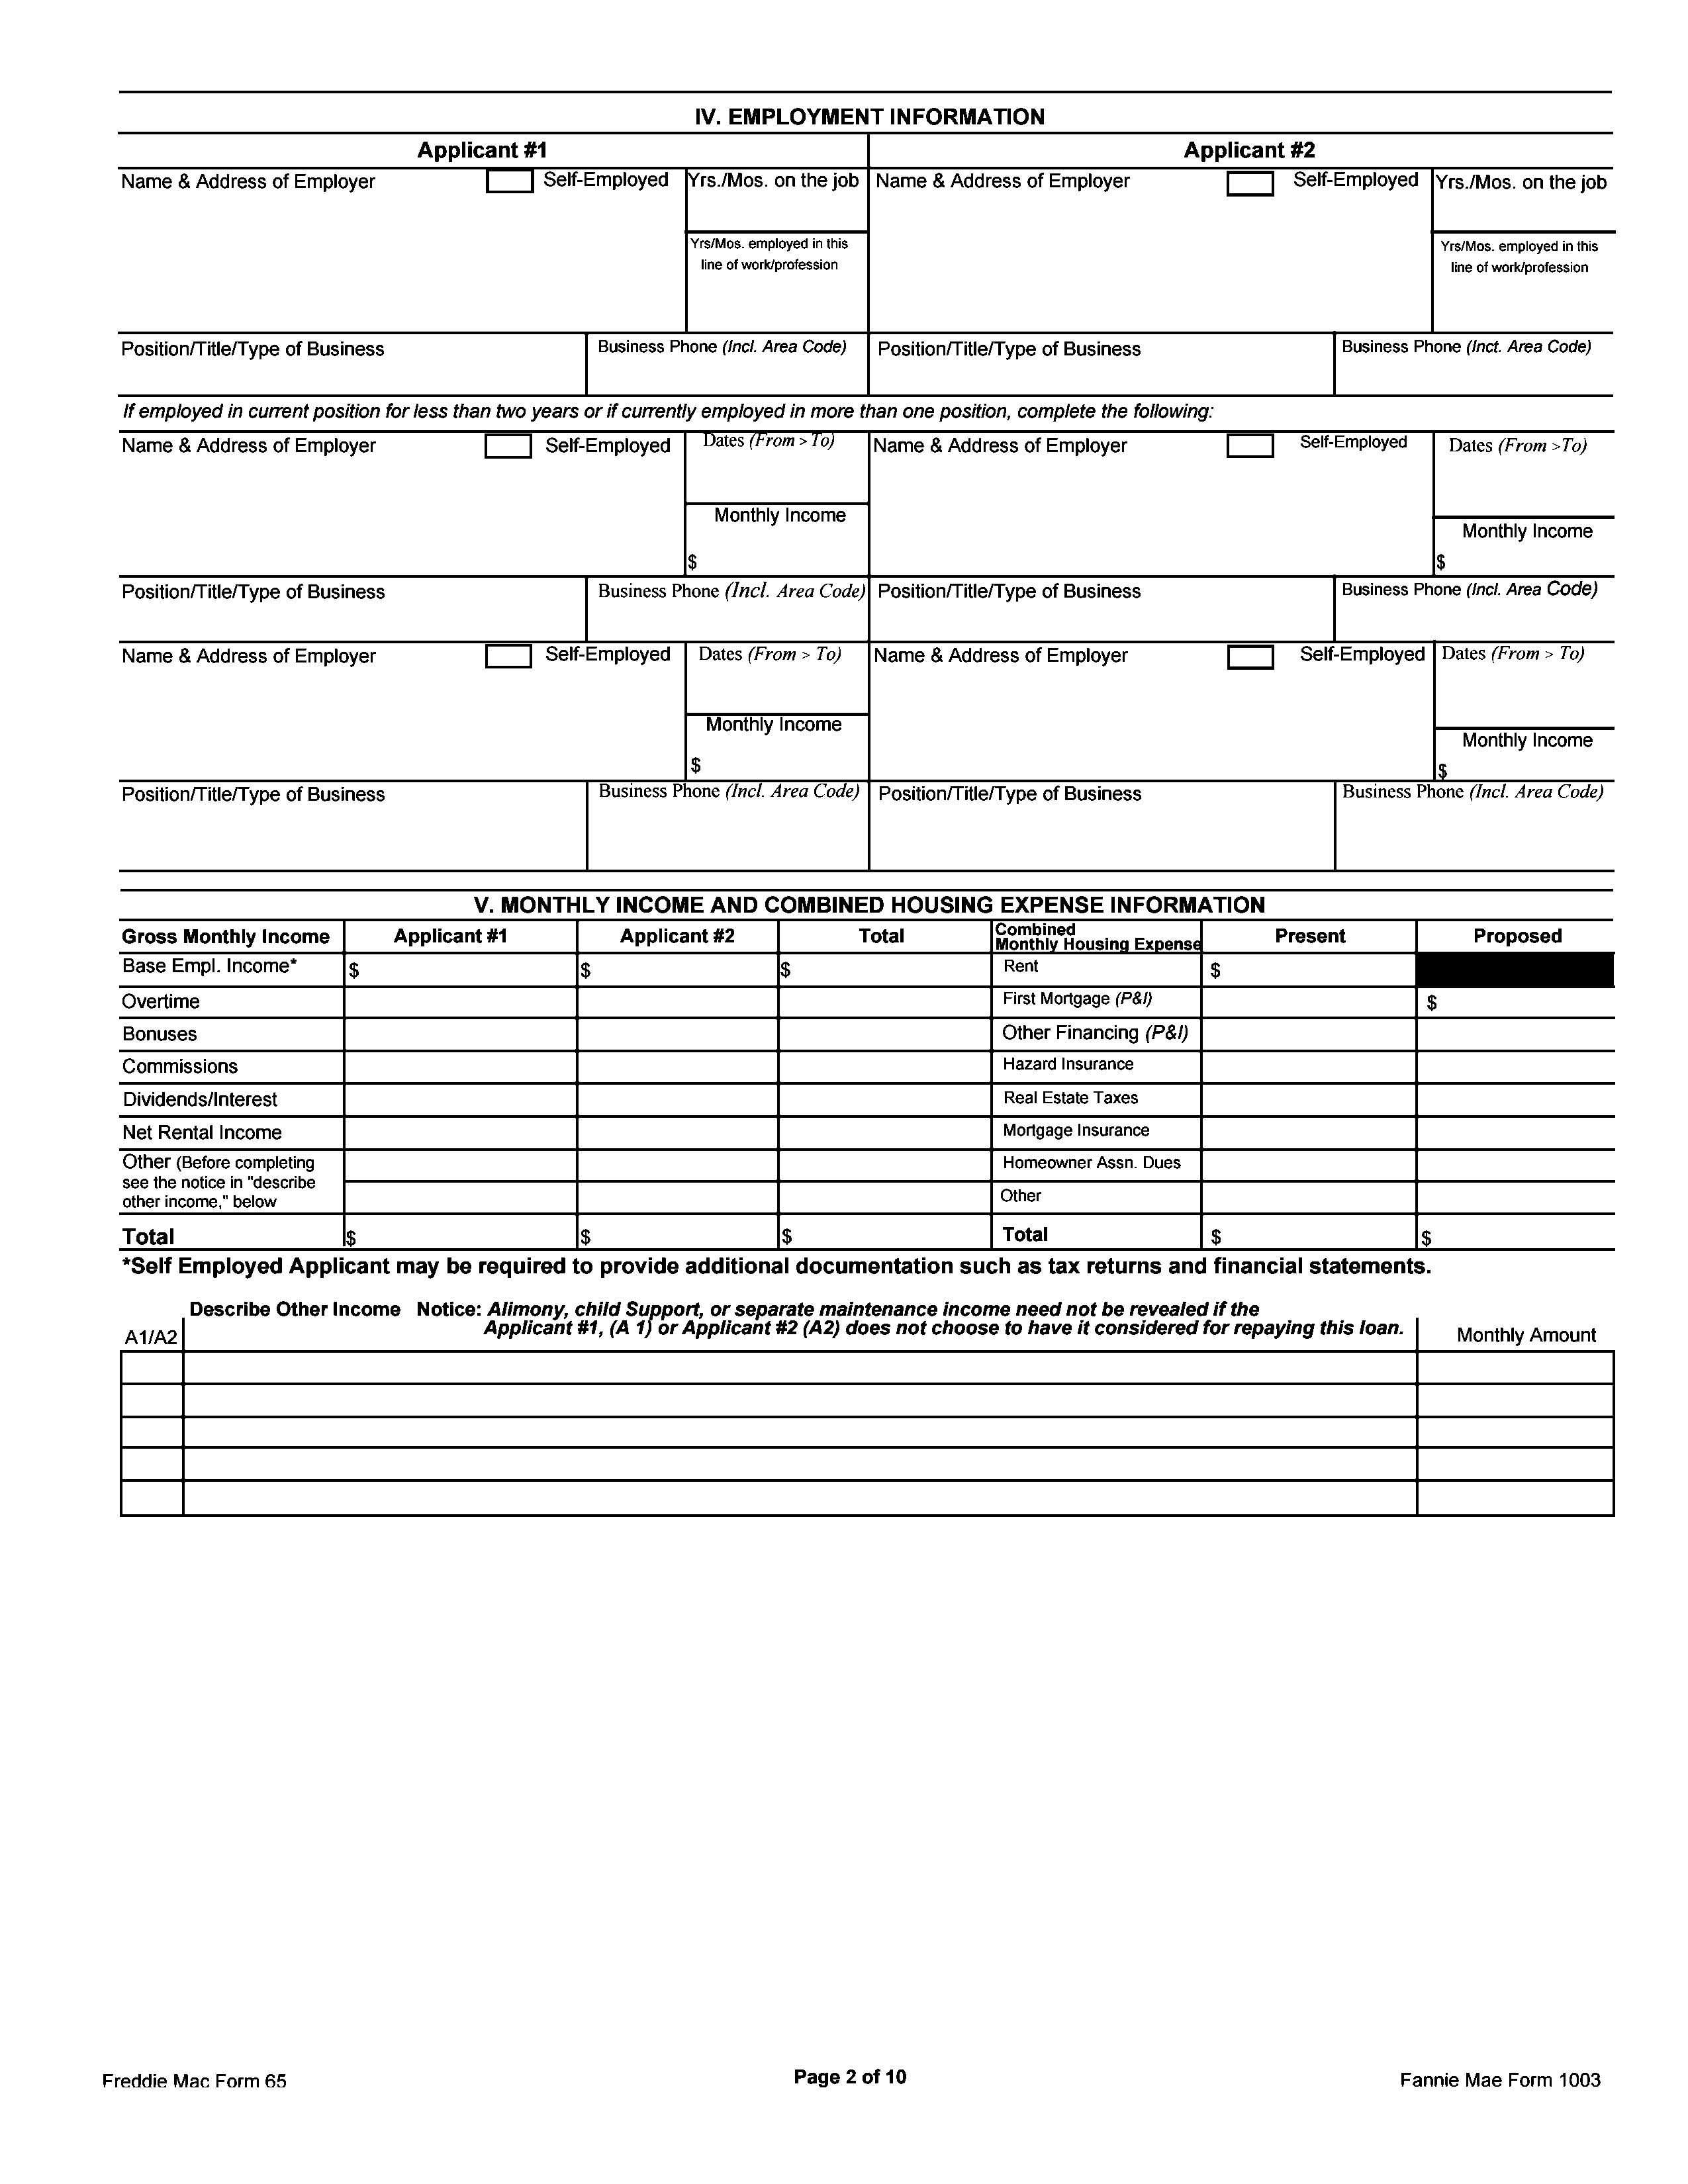 IV. EMPLOYMENT INFORMATION
Applicant #1 Applicant #2
Name & Address of Employer Self-Employed Yrs./Mos. on the job Name & Address of Employer Self-Employed Yrs./Mos. on the job
Yrs/Mos. employed in this Yrs/Mos. employed in this
line of work/profession line of work/profession
Position/Title/Type of Business Business Phone (Incl. Area Code) Position/Title/Type of Business Business Phone (Inct. Area Code)
If employed in current position for less than two years or if currently employed in more than one position, complete the following:
Name & Address of Employer Self-Employed Dates (From > To) Name & Address of Employer Self-Employed Dates (From >To)
Monthly Income Monthly Income
$ $
Position/Title/Type of Business Business Phone (Incl. Area Code) Position/Title/Type of Business Business Phone (Incl. Area Code)
Name & Address of Employer Self-Employed Dates (From > To) Name & Address of Employer Self-Employed Dates (From > To)
Monthly Income Monthly Income
$ $
Position/Title/Type of Business Business Phone (Incl. Area Code) Position/Title/Type of Business Business Phone (Incl. Area Code)
V. MONTHLY INCOME AND COMBINED HOUSING EXPENSE INFORMATION
Gross Monthly Income Applicant #1 Applicant #2 Total Combined Monthly Housing Expense Present Proposed
Base Empl. Income* $ $ $ Rent $
Overtime First Mortgage (P&I) $
Bonuses Other Financing (P&I)
Commissions Hazard Insurance
Dividends/Interest Real Estate Taxes
Net Rental Income Mortgage Insurance
Other (Before completing Homeowner Assn. Dues
see the notice in "describe Other
other income," below
Total $ $ $ Total $ $
*Self Employed Applicant may be required to provide additional documentation such as tax returns and financial statements.
Describe Other Income Notice: Alimony, child Support, or separate maintenance income need not be revealed if the
Applicant #1, (A 1) or Applicant #2 (A2) does not choose to have it considered for repaying this loan.
A1/A2 Monthly Amount
Freddie Mac Form 65 Page 2 of 10 Fannie Mae Form 1003